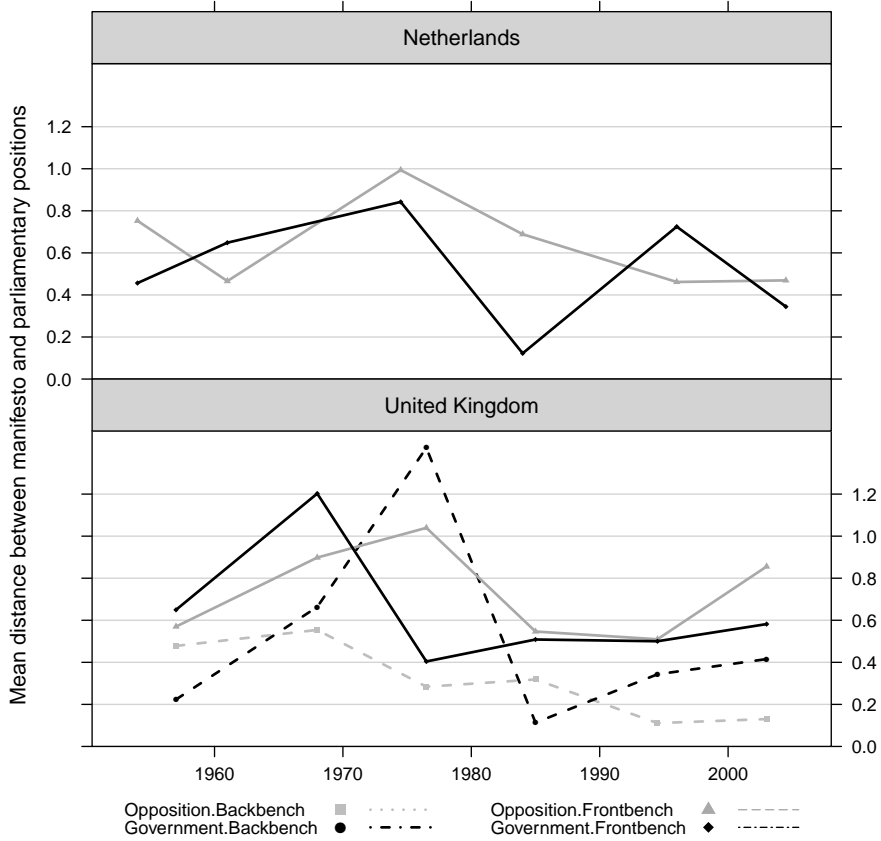 Netherlands
Mean distance between manifesto and parliamentary positions
1.2
1.0
0.8
0.6
0.4
0.2
0.0
United Kingdom
1.2
1.0
0.8
0.6
0.4
0.2
0.0
1960 1970 1980 1990 2000
Opposition.Backbench Opposition.Frontbench
Government.Backbench Government.Frontbench